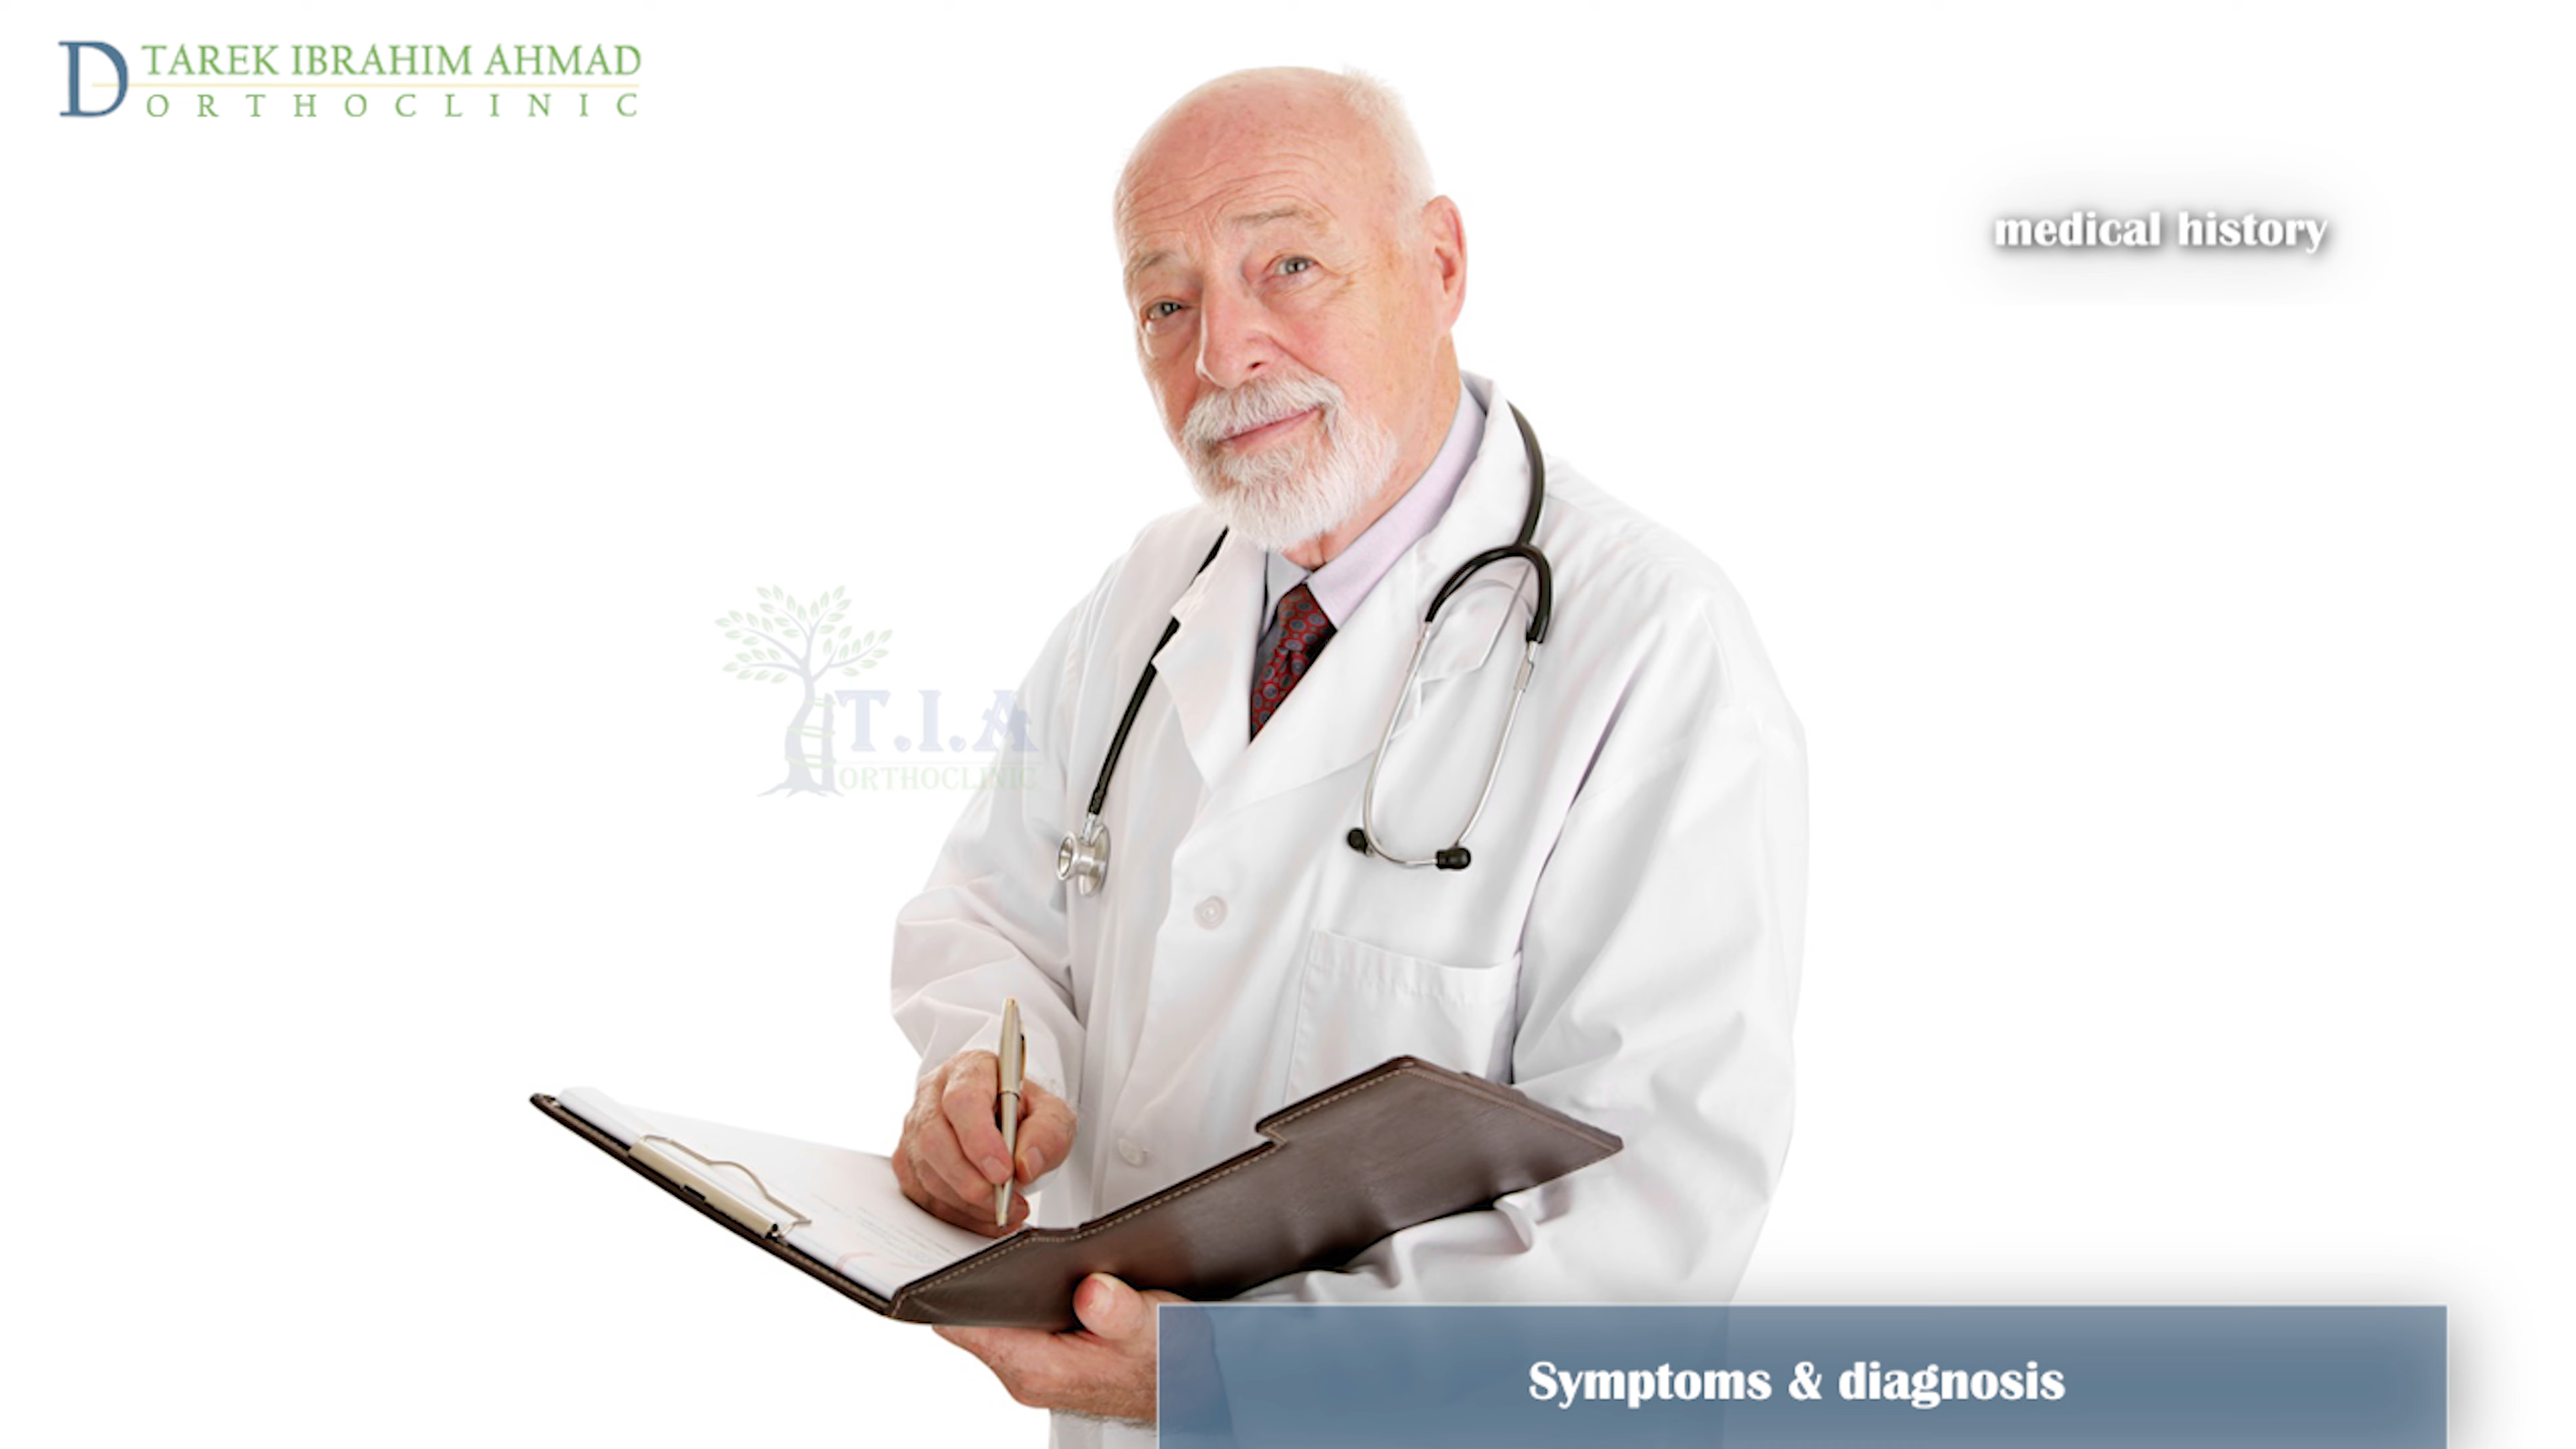 D TAREK IBRAHIM AHMAD
ORTHOCLINIC
medical history
T.I.A
ORTHOCLINIC
Symptoms & diagnosis